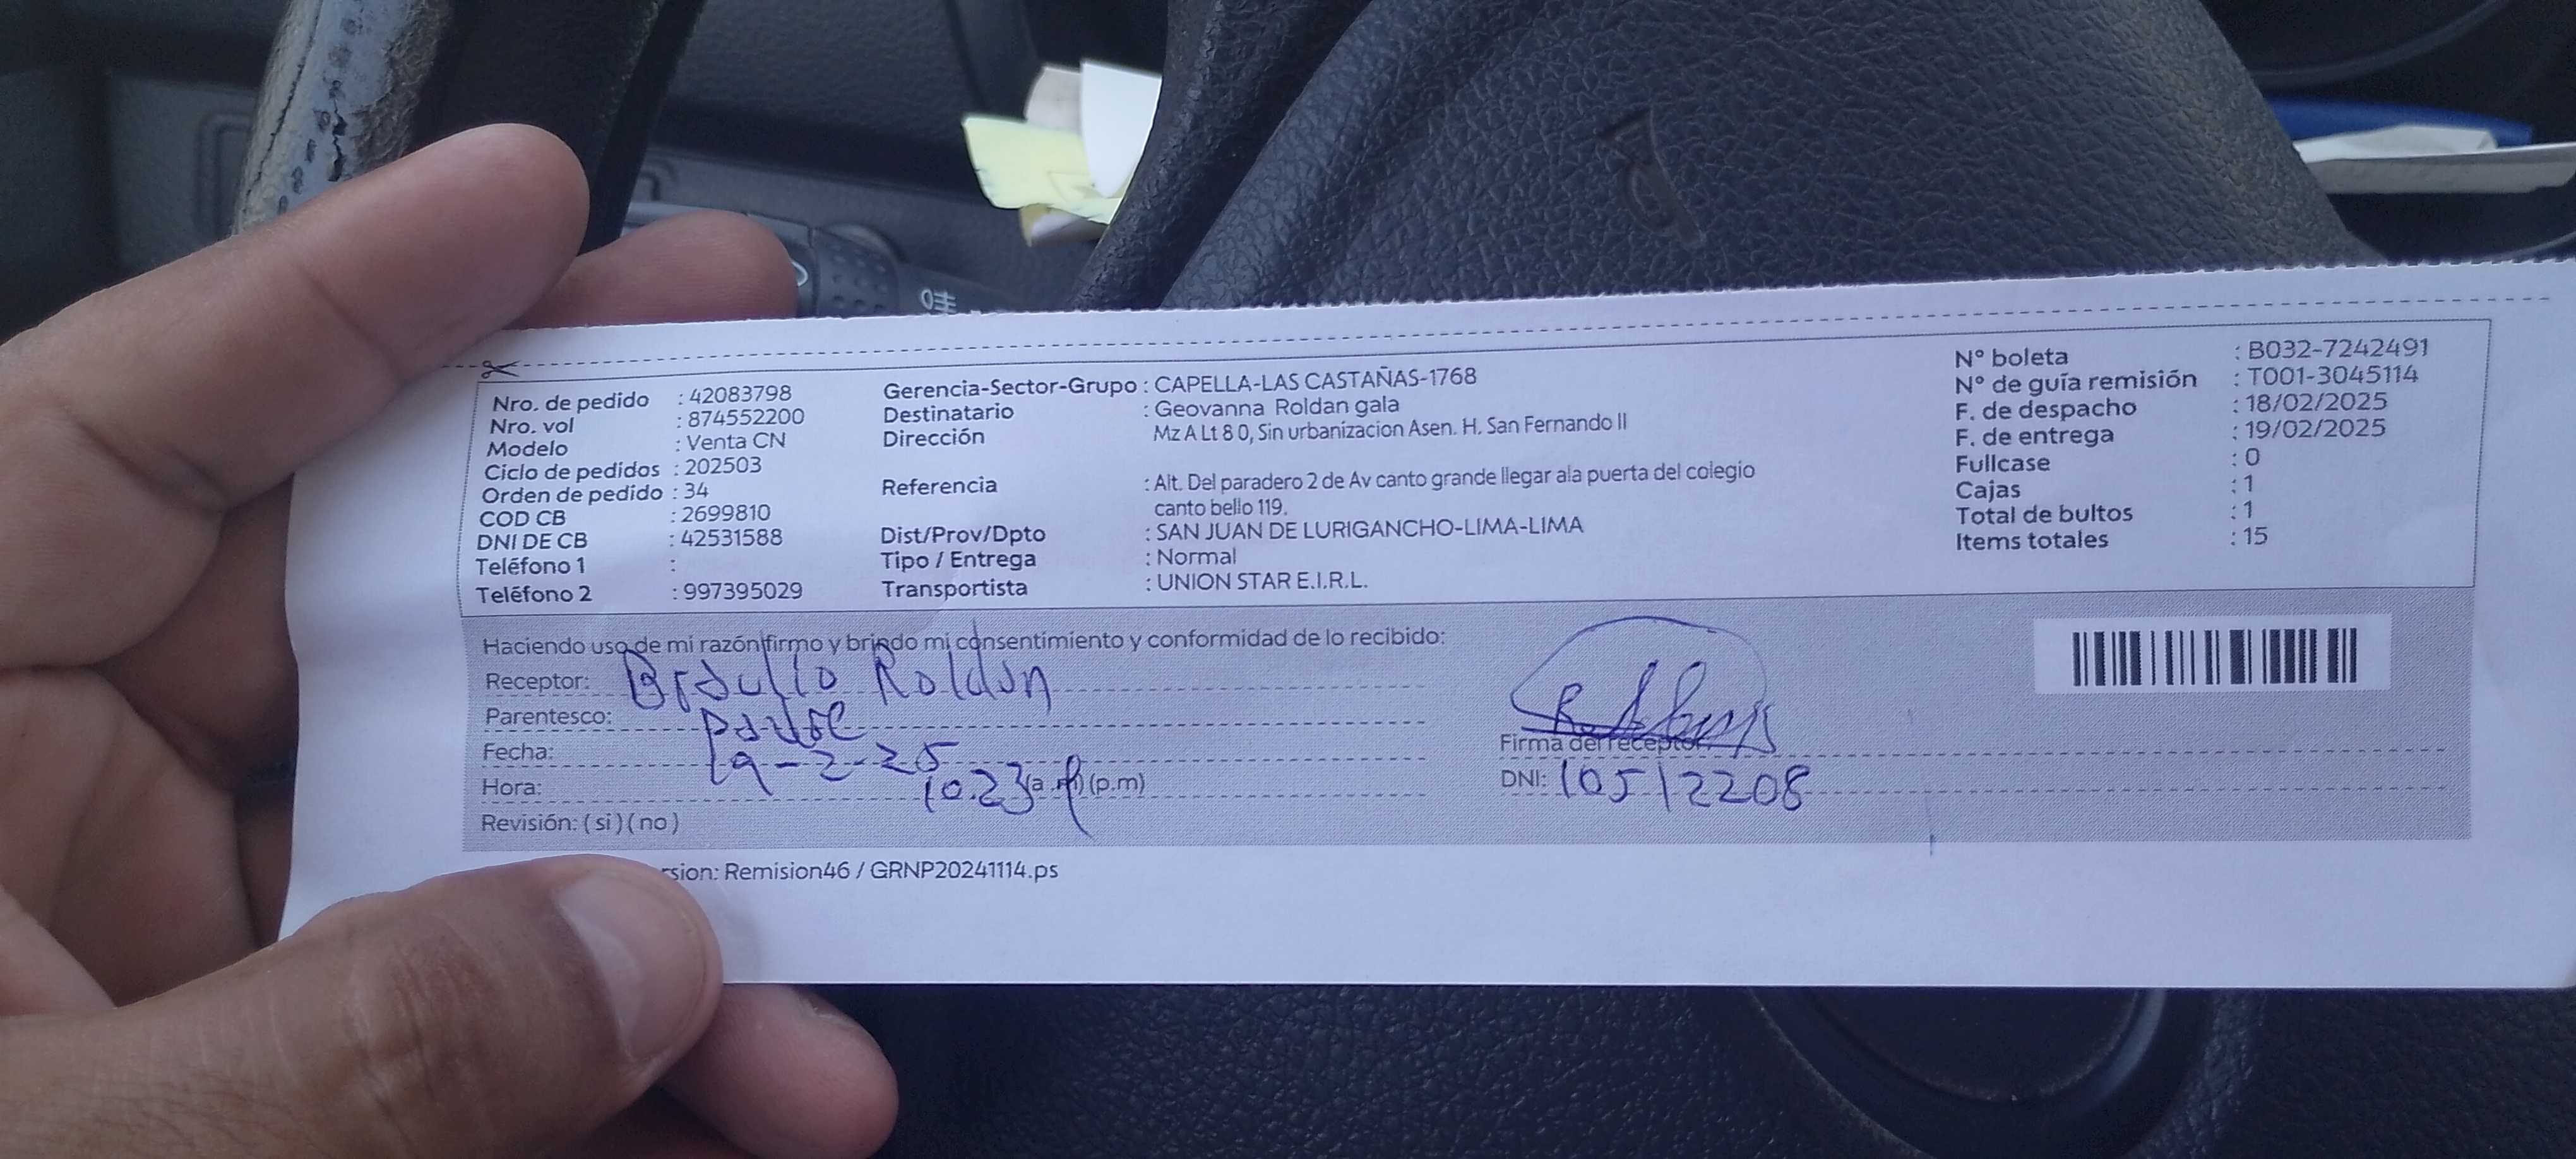 Nro. de pedido : 42083798
Nro. vol : 874552200
Modelo : Venta CN
Ciclo de pedidos : 202503
Orden de pedido : 34
COD CB : 2699810
DNI DE CB : 42531588
Teléfono 1 :
Teléfono 2 : 997395029
Gerencia-Sector-Grupo : CAPELLA-LAS CASTAÑAS-1768
Destinatario : Geovanna Roldan gala
Dirección Mz A Lt 8 0, Sin urbanizacion Asen. H. San Fernando II
Referencia : Alt. Del paradero 2 de Av canto grande llegar ala puerta del colegio
canto bello 119.
Dist/Prov/Dpto : SAN JUAN DE LURIGANCHO-LIMA-LIMA
Tipo / Entrega : Normal
Transportista : UNION STAR E.I.R.L.
N° boleta : B032-7242491
N° de guía remisión : T001-3045114
F. de despacho : 18/02/2025
F. de entrega : 19/02/2025
Fullcase : 0
Cajas : 1
Total de bultos : 1
Items totales : 15
Haciendo uso de mi razón firmo y brindo mi consentimiento y conformidad de lo recibido:
Receptor: Braulio Roldan
Parentesco: padre
Fecha: 19-2-25
Hora: 10.23 (a.m) (p.m)
Revisión: ( si ) ( no )
Firma del receptor:
DNI: 10512208
rsion: Remision46 / GRNP20241114.ps